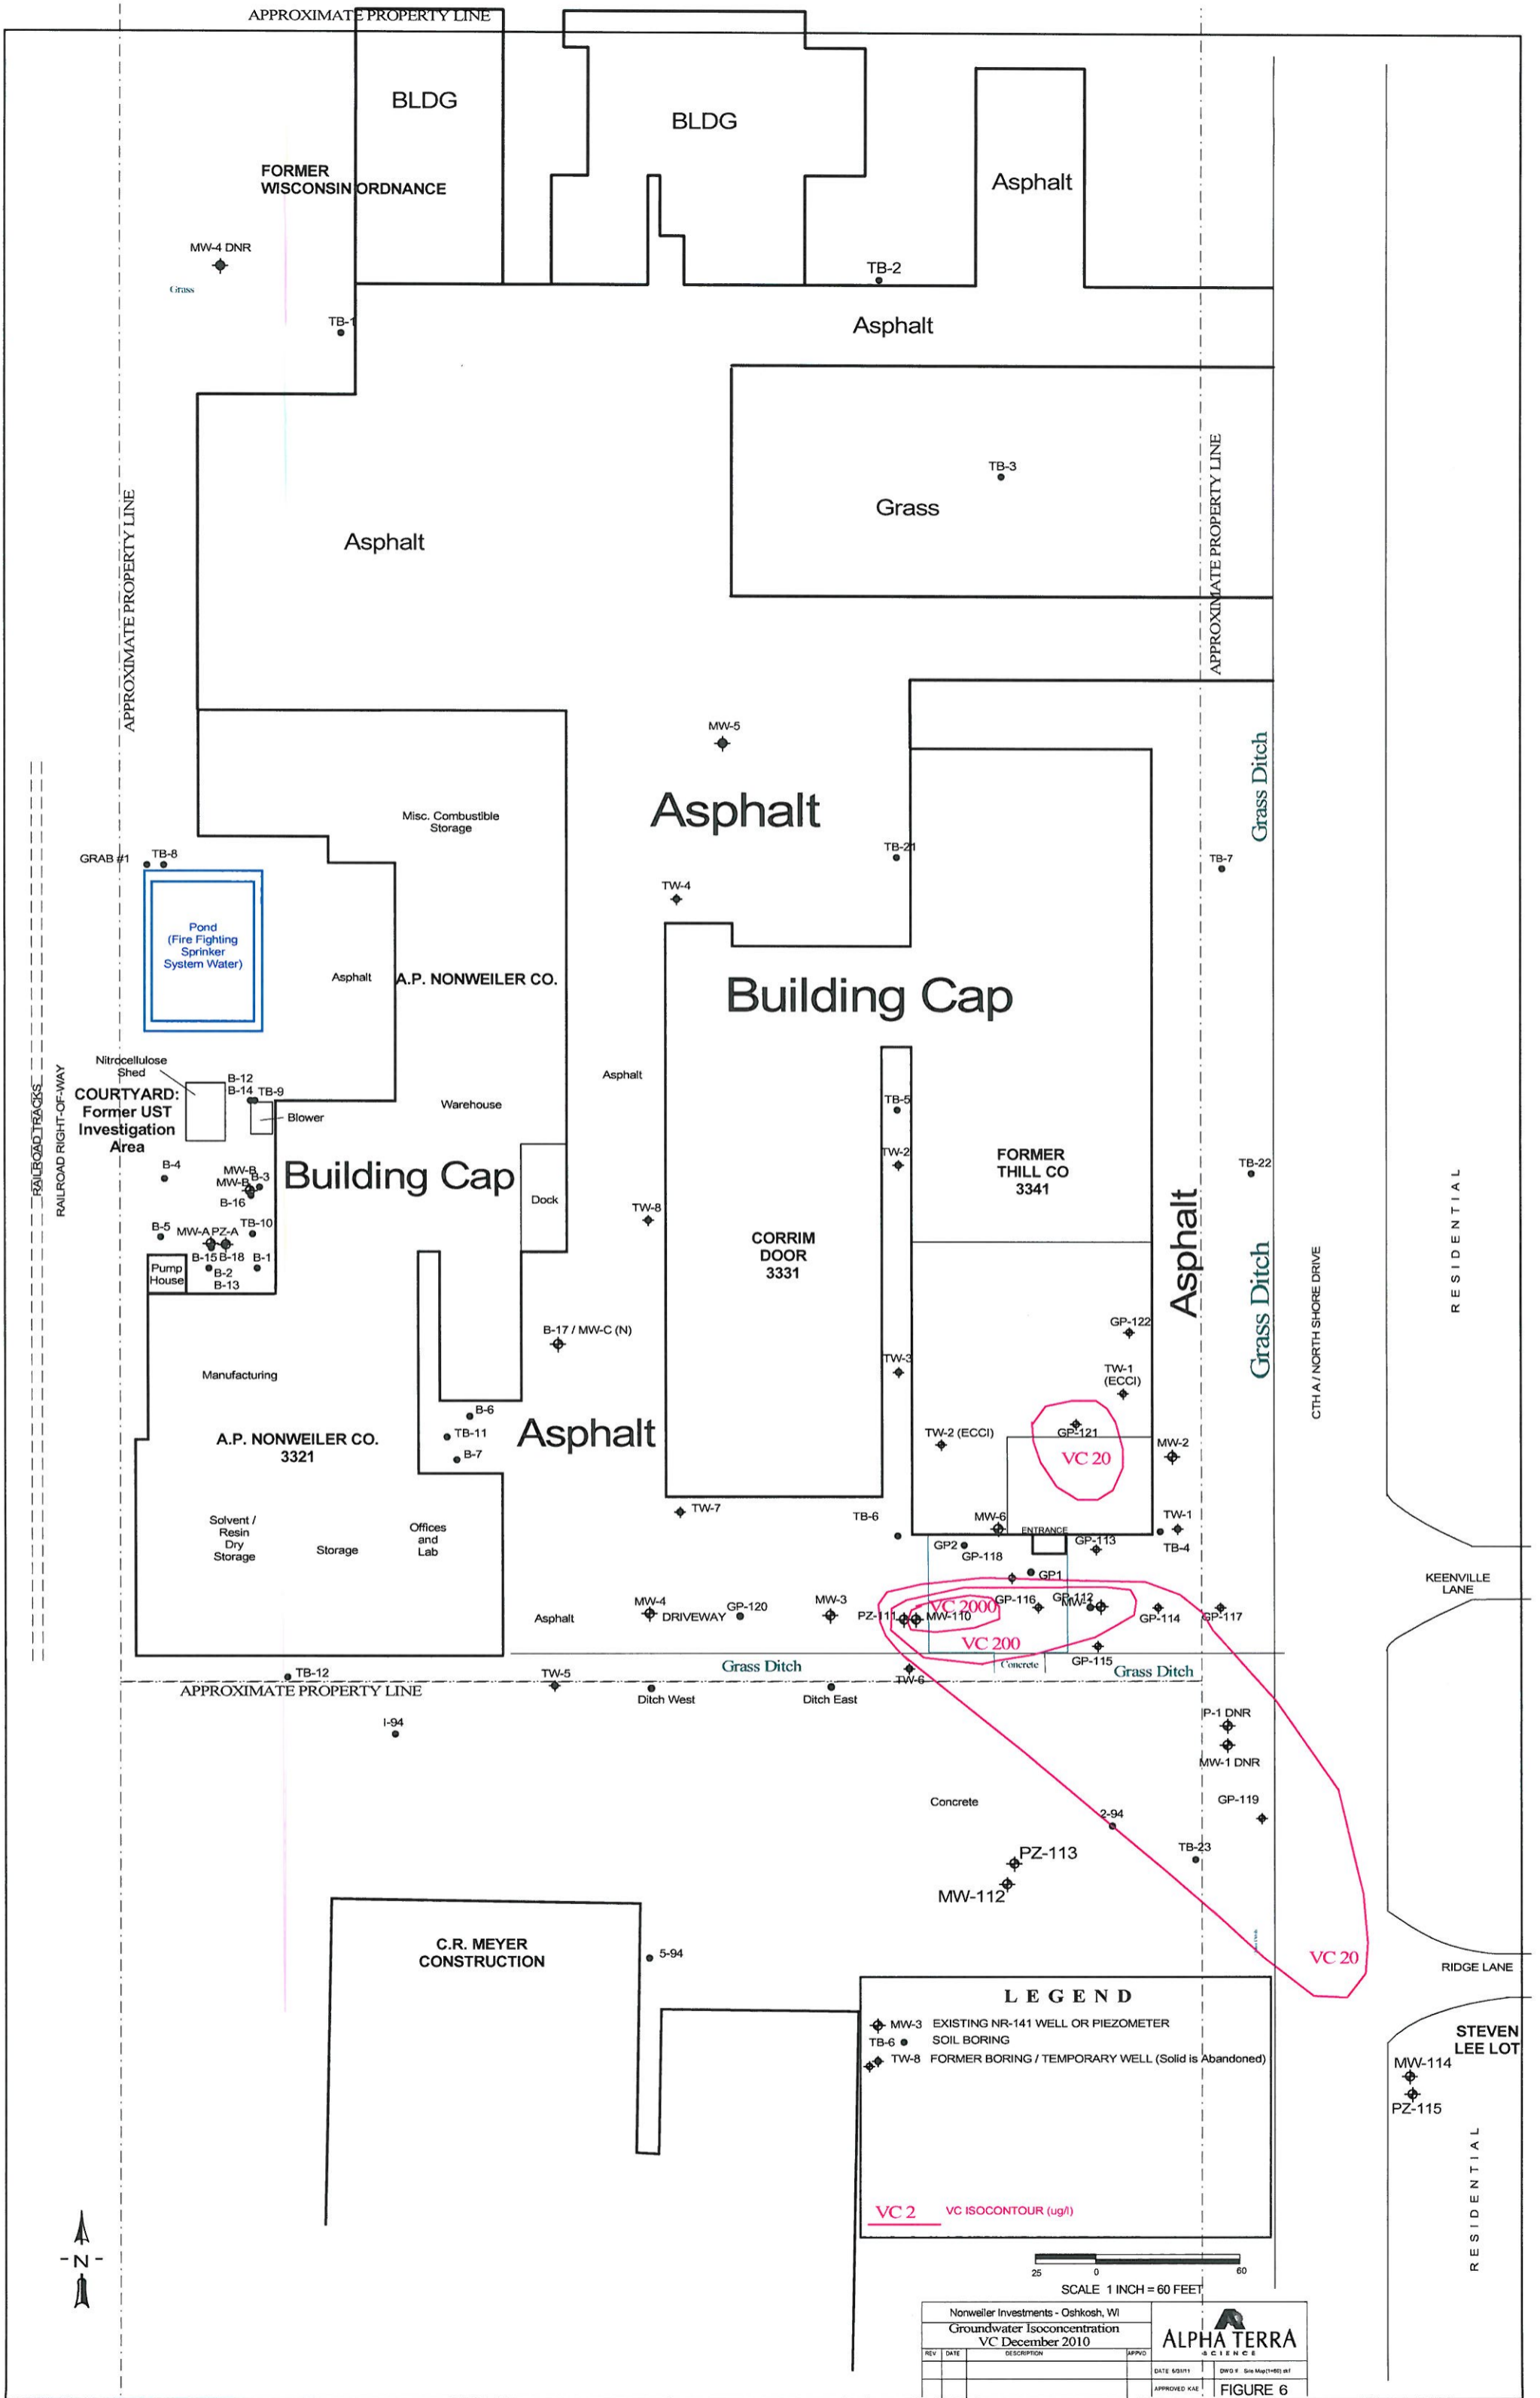 APPROXIMATE PROPERTY LINE
BLDG
BLDG
FORMER
WISCONSIN ORDNANCE
Asphalt
MW-4 DNR
Grass
TB-2
TB-1
Asphalt
TB-3
Grass
APPROXIMATE PROPERTY LINE
APPROXIMATE PROPERTY LINE
Asphalt
MW-5
Grass Ditch
Asphalt
Misc. Combustible
Storage
GRAB #1
TB-8
TB-21
TB-7
TW-4
Pond
(Fire Fighting
Sprinker
System Water)
Asphalt
A.P. NONWEILER CO.
Building Cap
Nitrocellulose
Shed
COURTYARD:
Former UST
Investigation
Area
B-12
B-14
TB-9
Blower
Asphalt
Warehouse
TB-5
RAILROAD TRACKS
RAILROAD RIGHT-OF-WAY
TW-2
FORMER
THILL CO
3341
TB-22
B-4
MW-B
MW-B
B-3
B-16
Building Cap
Dock
Asphalt
RESIDENTIAL
TW-8
B-5
MW-A
PZ-A
TB-10
CORRIM
DOOR
3331
B-15
B-18
B-1
Pump
House
B-2
B-13
Grass Ditch
CTH A / NORTH SHORE DRIVE
B-17 / MW-C (N)
GP-122
TW-3
TW-1
(ECCI)
Manufacturing
B-6
TB-11
B-7
Asphalt
A.P. NONWEILER CO.
3321
TW-2 (ECCI)
GP-121
VC 20
MW-2
TW-7
TB-6
MW-6
ENTRANCE
TW-1
TB-4
Solvent /
Resin
Dry
Storage
Storage
Offices
and
Lab
GP2
GP-118
GP-113
GP1
KEENVILLE
LANE
Asphalt
MW-4
DRIVEWAY
GP-120
MW-3
PZ-111
VC 2000
MW-110
GP-116
GP-112
GP-114
GP-117
VC 200
GP-115
Concrete
Grass Ditch
Grass Ditch
TB-12
TW-5
TW-6
APPROXIMATE PROPERTY LINE
Ditch West
Ditch East
I-94
P-1 DNR
MW-1 DNR
Concrete
GP-119
2-94
TB-23
PZ-113
MW-112
C.R. MEYER
CONSTRUCTION
5-94
VC 20
RIDGE LANE
LEGEND
MW-3 EXISTING NR-141 WELL OR PIEZOMETER
TB-6 SOIL BORING
TW-8 FORMER BORING / TEMPORARY WELL (Solid is Abandoned)
STEVEN
LEE LOT
MW-114
PZ-115
RESIDENTIAL
VC 2 VC ISOCONTOUR (ug/l)
-N-
25 0 60
SCALE 1 INCH = 60 FEET
Nonweiler Investments - Oshkosh, WI
Groundwater Isoconcentration
VC December 2010
REV DATE DESCRIPTION APPVD
ALPHA TERRA
SCIENCE
APPROVED KAE
FIGURE 6